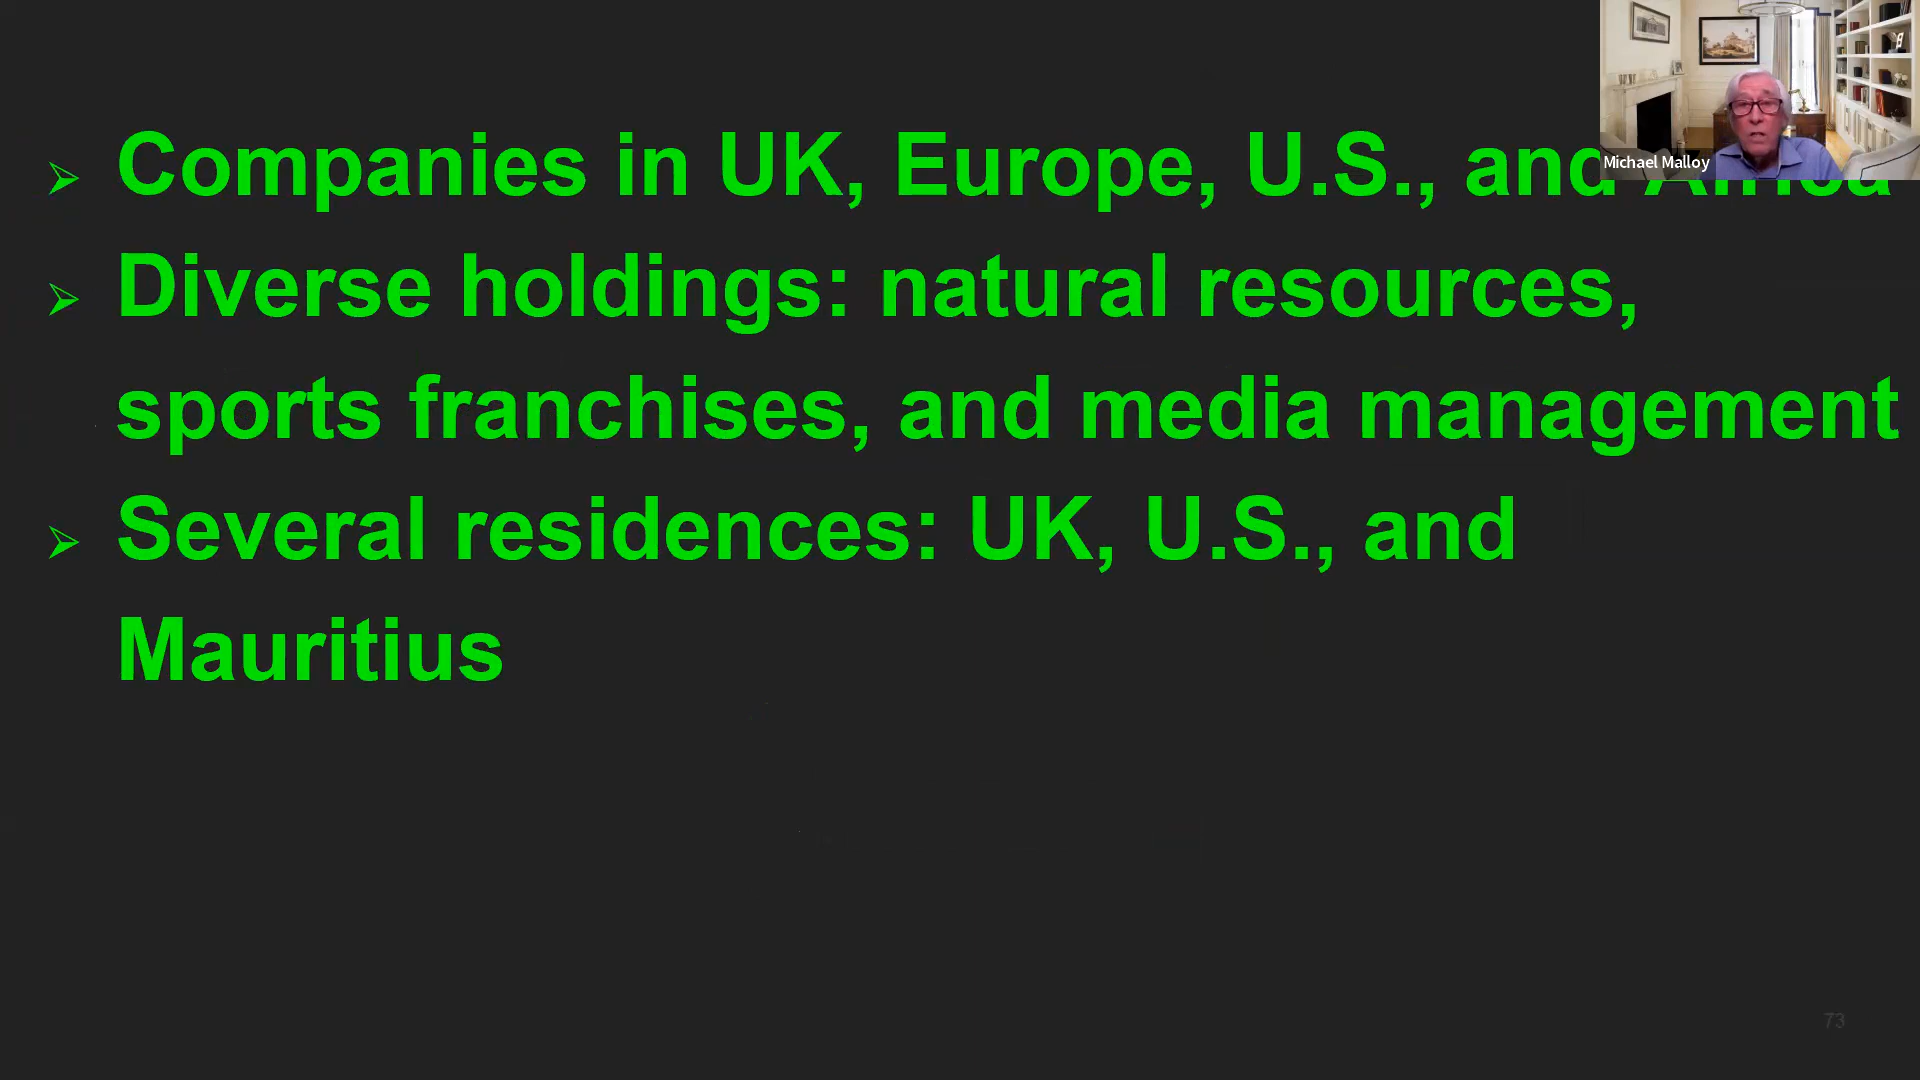 Companies in UK, Europe, U.S., and Africa
Michael Malloy
Diverse holdings: natural resources,
sports franchises, and media management
Several residences: UK, U.S., and
Mauritius
73